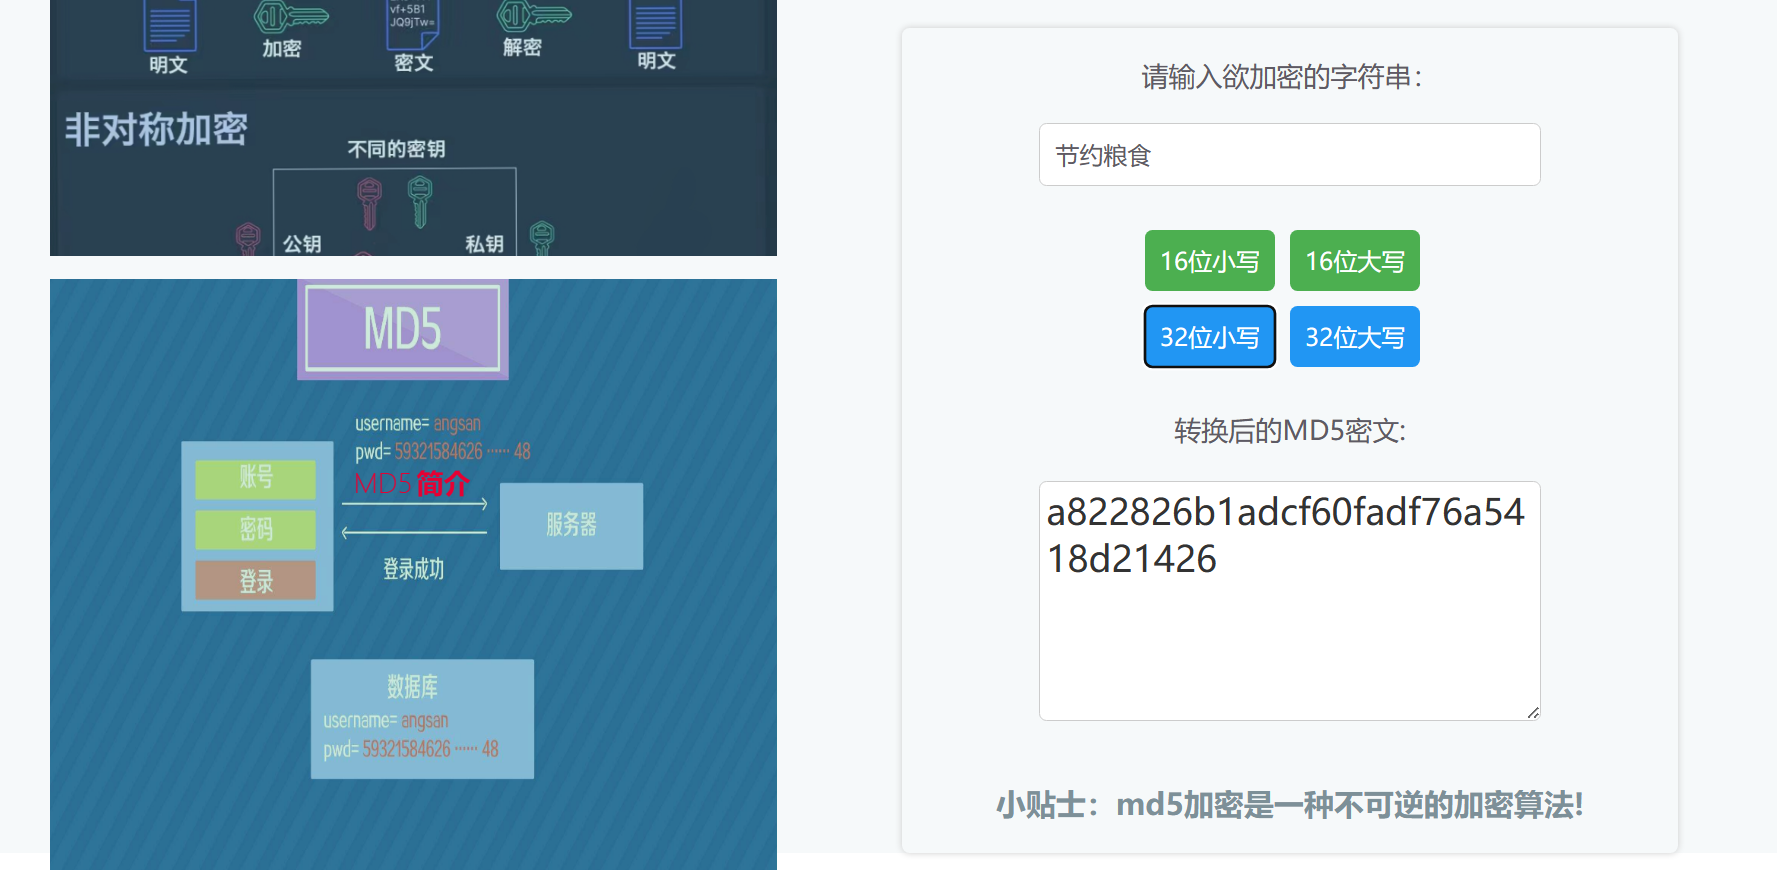 vf+5B1
JQ9jTw=
明文
加密
密文
解密
明文
非对称加密
不同的密钥
公钥
私钥
MD5
username= angsan
pwd= 59321584626 ······ 48
MD5 简介
账号
密码
登录
服务器
登录成功
数据库
username= angsan
pwd= 59321584626 ······ 48
请输入欲加密的字符串：
节约粮食
16位小写
16位大写
32位小写
32位大写
转换后的MD5密文:
a822826b1adcf60fadf76a54
18d21426
小贴士：md5加密是一种不可逆的加密算法!